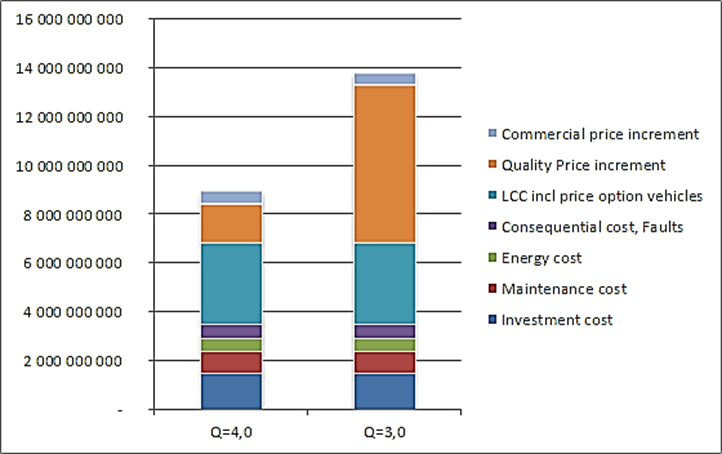 16 000 000 000
14 000 000 000
12 000 000 000
10 000 000 000
8 000 000 000
6 000 000 000
4 000 000 000
2 000 000 000
-
Q=4,0
Q=3,0
Commercial price increment
Quality Price increment
LCC incl price option vehicles
Consequential cost, Faults
Energy cost
Maintenance cost
Investment cost